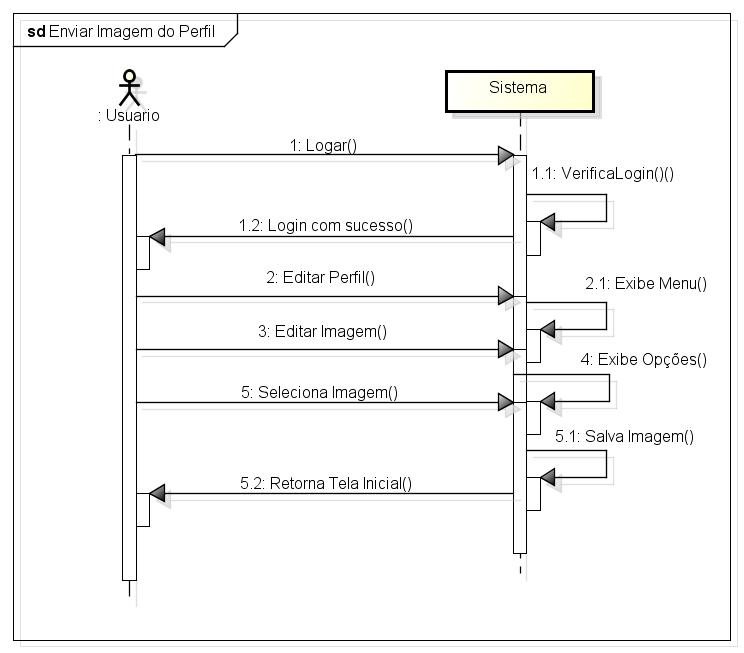 sd Enviar Imagem do Perfil
: Usuario
Sistema
1: Logar()
1.1: VerificaLogin()()
1.2: Login com sucesso()
2: Editar Perfil()
2.1: Exibe Menu()
3: Editar Imagem()
4: Exibe Opções()
5: Seleciona Imagem()
5.1: Salva Imagem()
5.2: Retorna Tela Inicial()